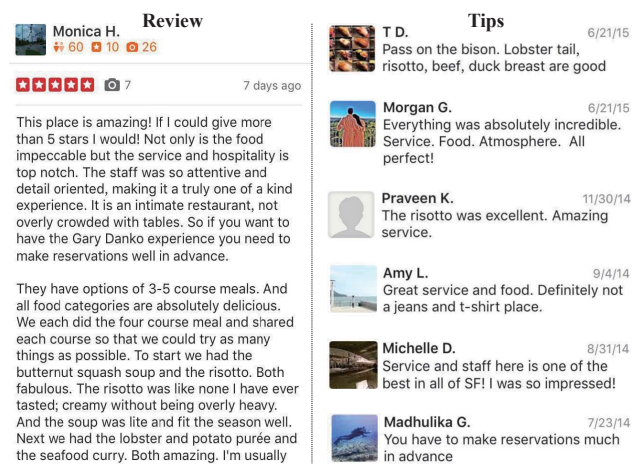 Review
Monica H.
60 10 26
7
7 days ago
This place is amazing! If I could give more
than 5 stars I would! Not only is the food
impeccable but the service and hospitality is
top notch. The staff was so attentive and
detail oriented, making it a truly one of a kind
experience. It is an intimate restaurant, not
overly crowded with tables. So if you want to
have the Gary Danko experience you need to
make reservations well in advance.
They have options of 3-5 course meals. And
all food categories are absolutely delicious.
We each did the four course meal and shared
each course so that we could try as many
things as possible. To start we had the
butternut squash soup and the risotto. Both
fabulous. The risotto was like none I have ever
tasted; creamy without being overly heavy.
And the soup was lite and fit the season well.
Next we had the lobster and potato purée and
the seafood curry. Both amazing. I'm usually
Tips
T D.
6/21/15
Pass on the bison. Lobster tail,
risotto, beef, duck breast are good
Morgan G.
6/21/15
Everything was absolutely incredible.
Service. Food. Atmosphere. All
perfect!
Praveen K.
11/30/14
The risotto was excellent. Amazing
service.
Amy L.
9/4/14
Great service and food. Definitely not
a jeans and t-shirt place.
Michelle D.
8/31/14
Service and staff here is one of the
best in all of SF! I was so impressed!
Madhulika G.
7/23/14
You have to make reservations much
in advance